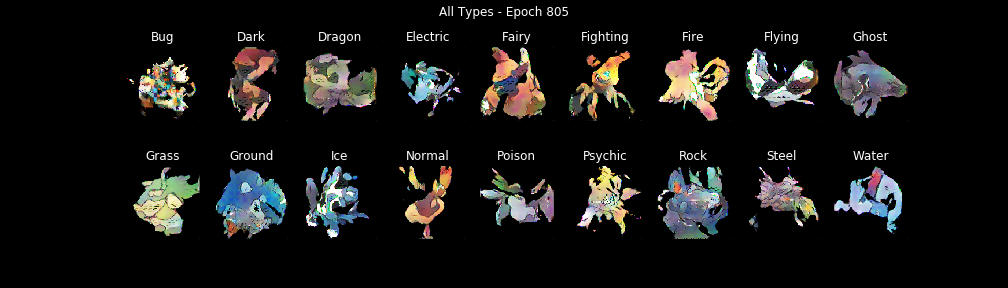 All Types - Epoch 805
Bug Dark Dragon Electric Fairy Fighting Fire Flying Ghost
Grass Ground Ice Normal Poison Psychic Rock Steel Water